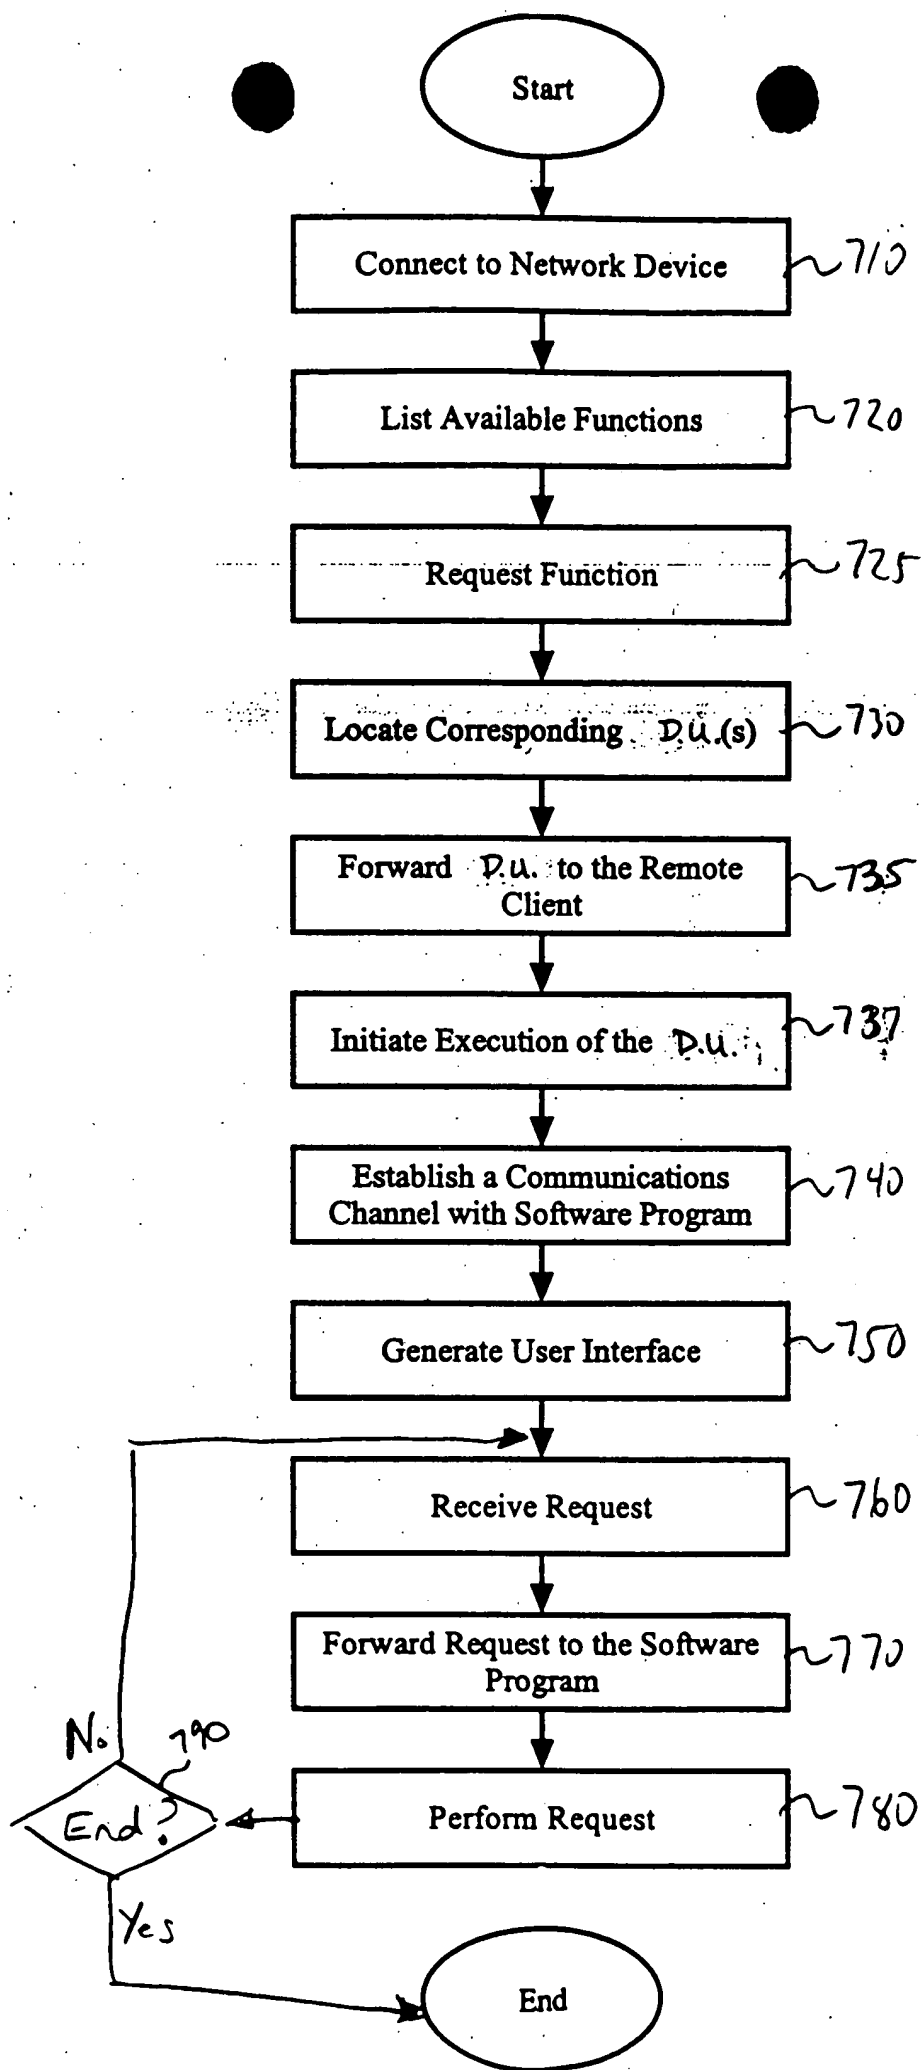 Start
Connect to Network Device
710
List Available Functions
720
Request Function
725
Locate Corresponding D.U.(s)
730
Forward D.U. to the Remote
Client
735
Initiate Execution of the D.U.
737
Establish a Communications
Channel with Software Program
740
Generate User Interface
750
Receive Request
760
Forward Request to the Software
Program
770
No
790
End?
Perform Request
780
Yes
End